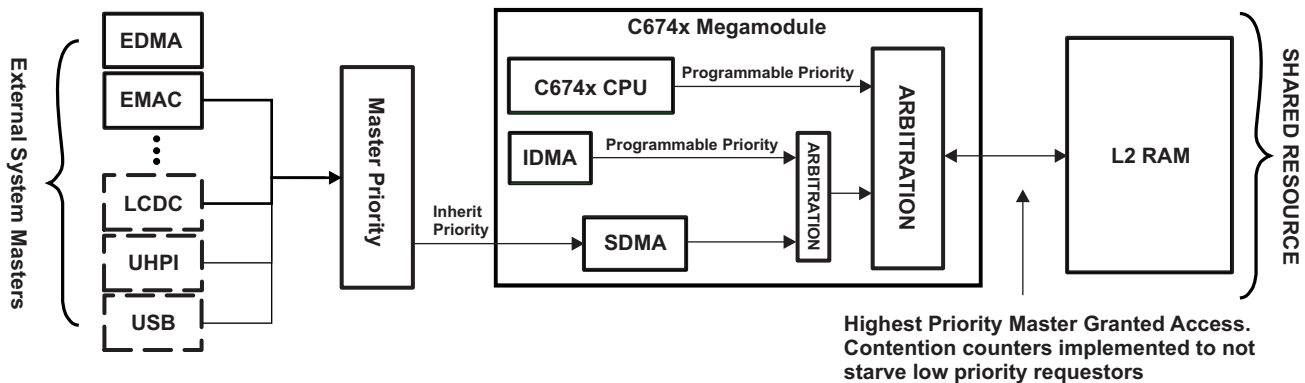 External System Masters
EDMA
EMAC
LCDC
UHPI
USB
Master Priority
Inherit
Priority
C674x Megamodule
C674x CPU
Programmable Priority
IDMA
Programmable Priority
SDMA
ARBITRATION
ARBITRATION
L2 RAM
SHARED RESOURCE
Highest Priority Master Granted Access.
Contention counters implemented to not
starve low priority requestors